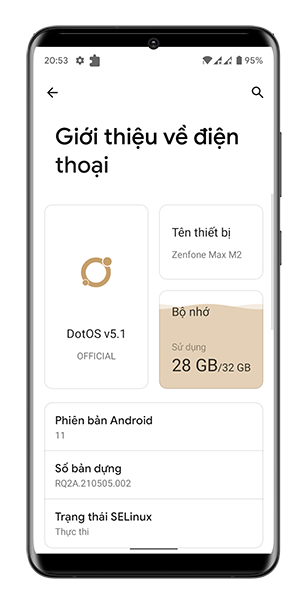 20:53 95%
Giới thiệu về điện
thoại
DotOS v5.1
OFFICIAL
Tên thiết bị
Zenfone Max M2
Bộ nhớ
Sử dụng
28 GB/32 GB
Phiên bản Android
11
Số bản dựng
RQ2A.210505.002
Trạng thái SELinux
Thực thi